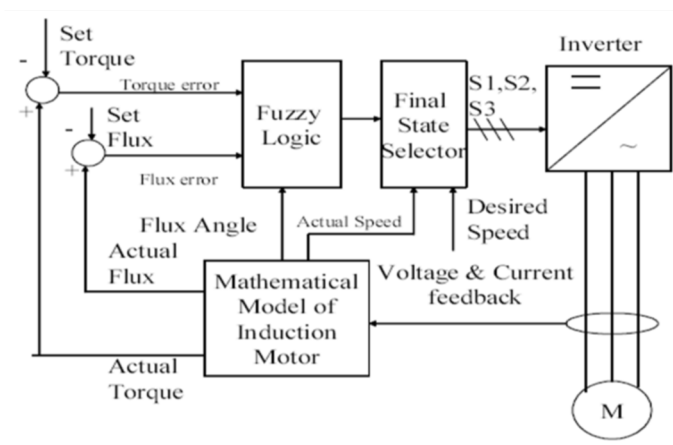 Set
Torque
-
+
Torque error
Set
Flux
-
+
Flux error
Fuzzy
Logic
Final
State
Selector
S1,S2,
S3
Inverter
~
Flux Angle
Actual Speed
Desired
Speed
Actual
Flux
Mathematical
Model of
Induction
Motor
Voltage & Current
feedback
Actual
Torque
M